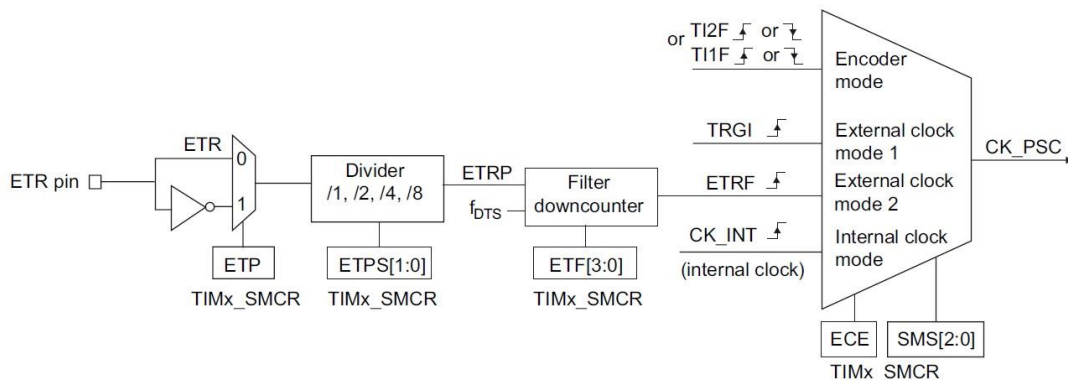 or TI2F or
TI1F or
Encoder
mode
TRGI
External clock
mode 1
CK_PSC
ETR
0
ETR pin
1
Divider
/1, /2, /4, /8
ETRP
f_DTS
Filter
downcounter
ETRF
External clock
mode 2
CK_INT
(internal clock)
Internal clock
mode
ETP
TIMx_SMCR
ETPS[1:0]
TIMx_SMCR
ETF[3:0]
TIMx_SMCR
ECE
SMS[2:0]
TIMx_SMCR